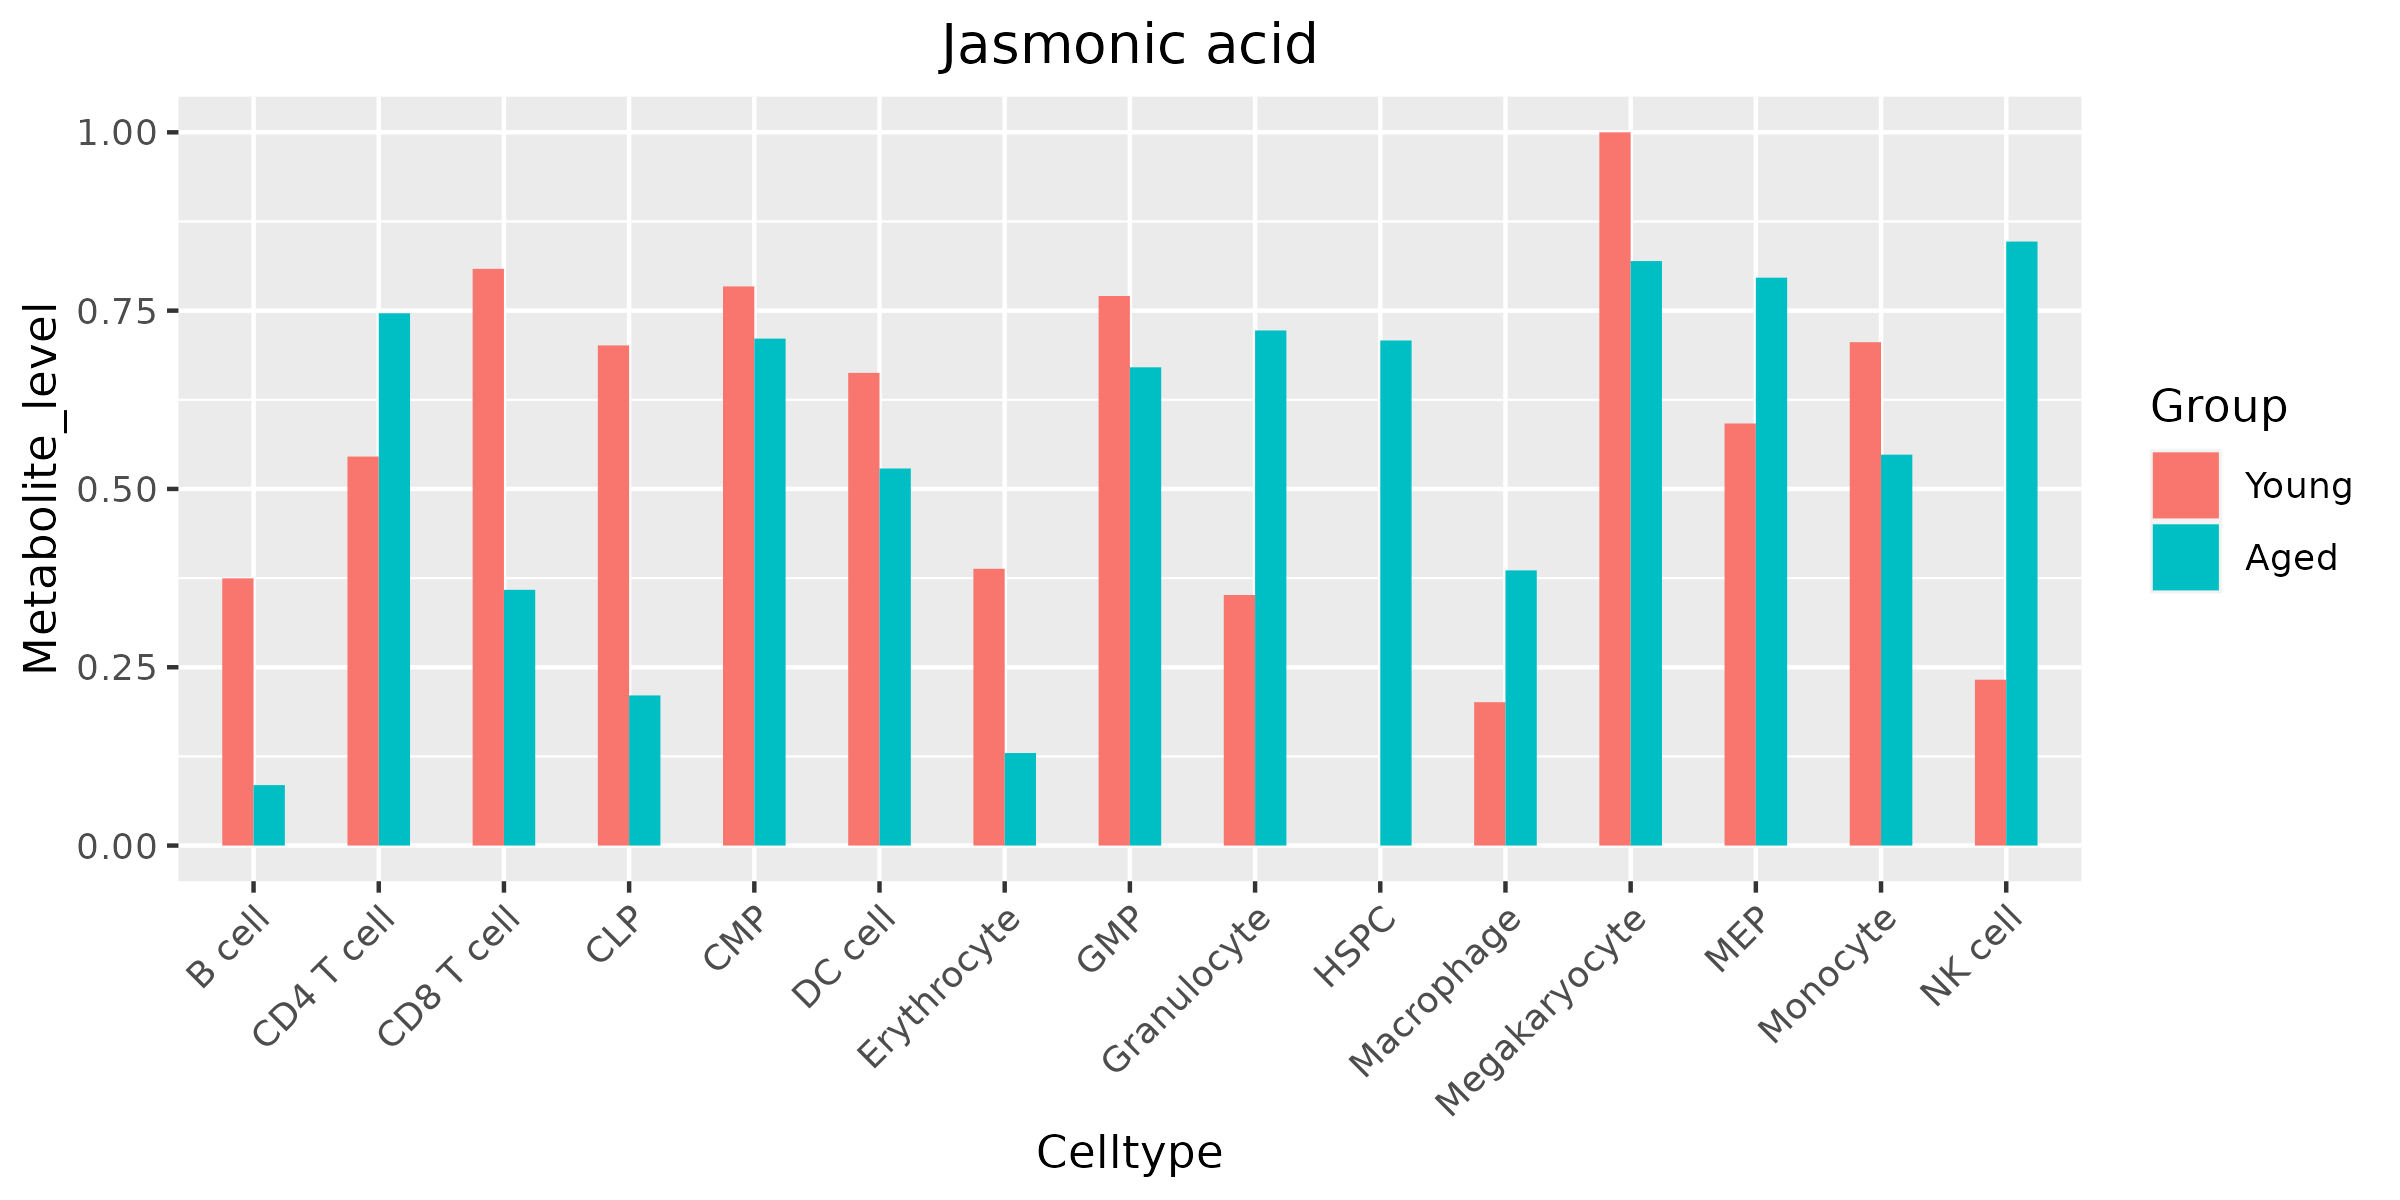 Jasmonic acid
Metabolite_level
1.00
0.75
0.50
0.25
0.00
B cell
CD4 T cell
CD8 T cell
CLP
CMP
DC cell
Erythrocyte
GMP
Granulocyte
HSPC
Macrophage
Megakaryocyte
MEP
Monocyte
NK cell
Celltype
Group
Young
Aged